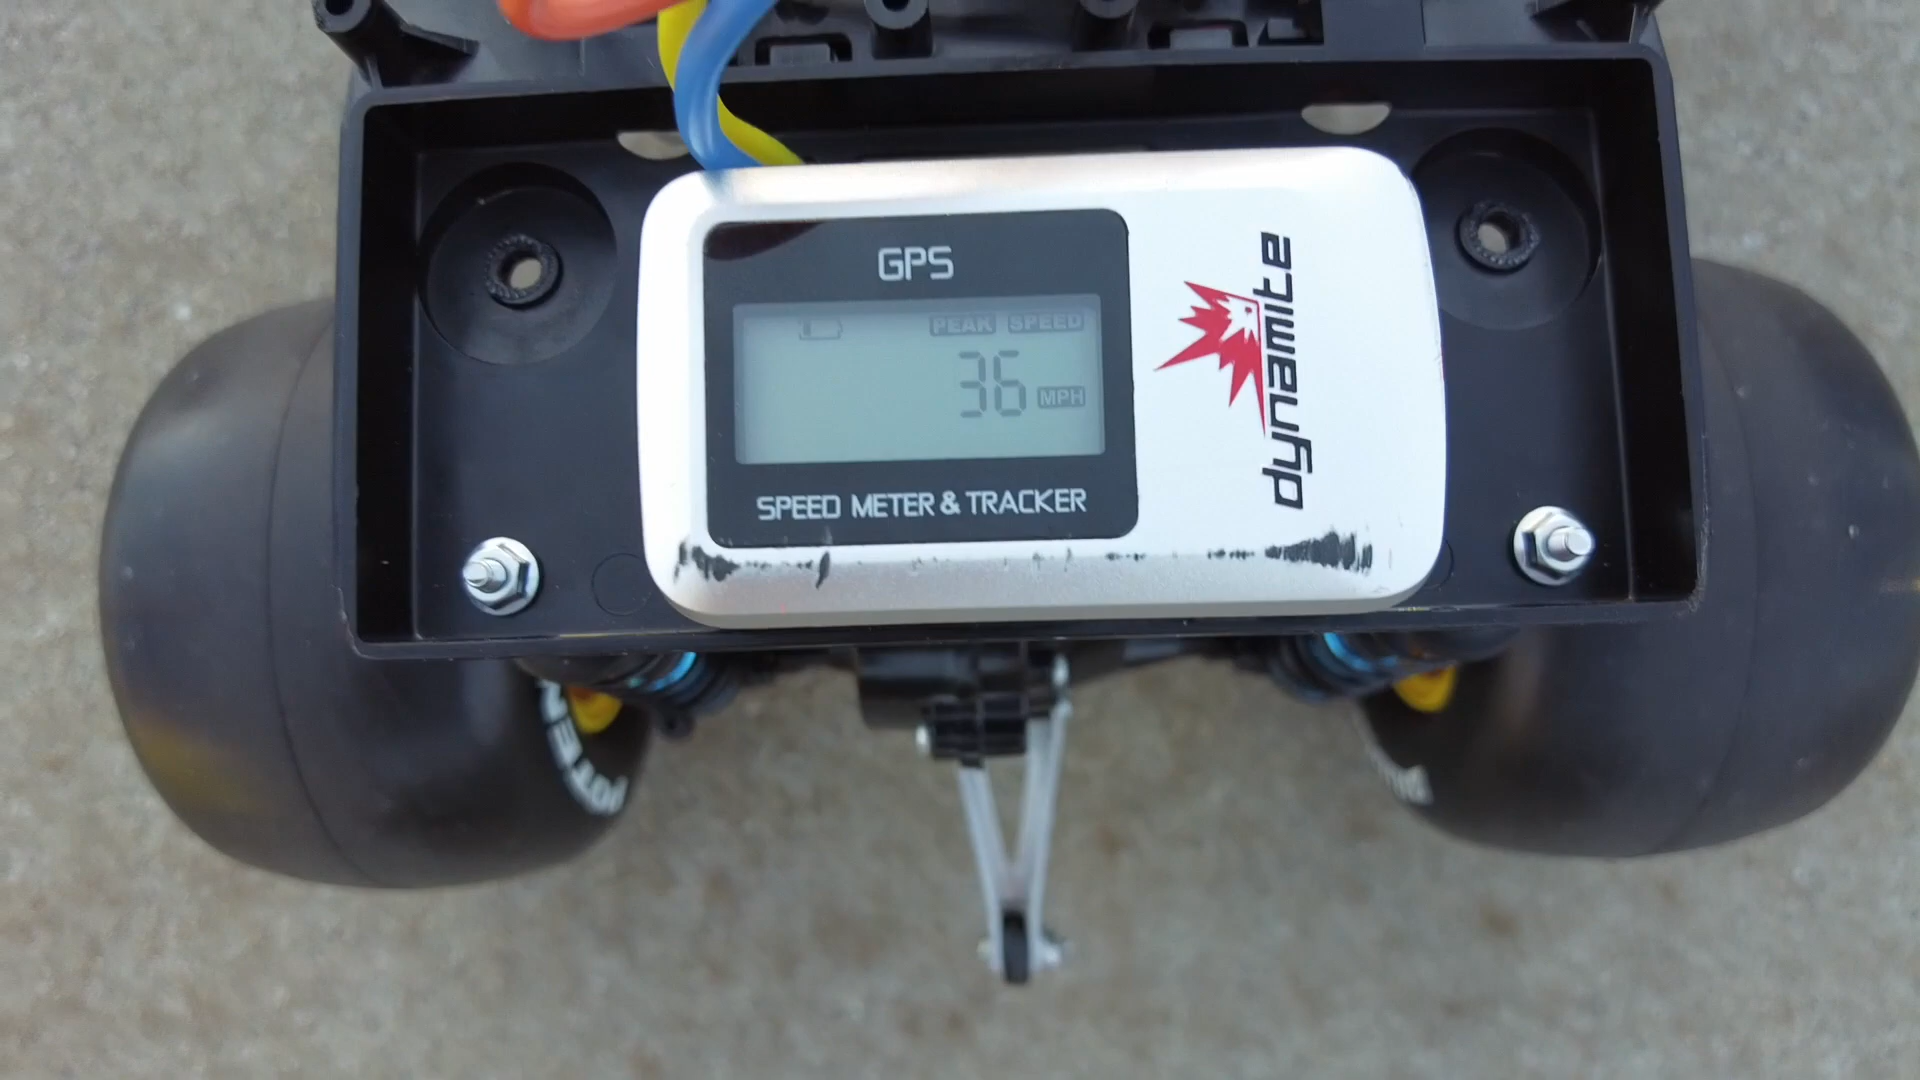 GPS
PEAK SPEED
36 MPH
SPEED METER & TRACKER
dynamite